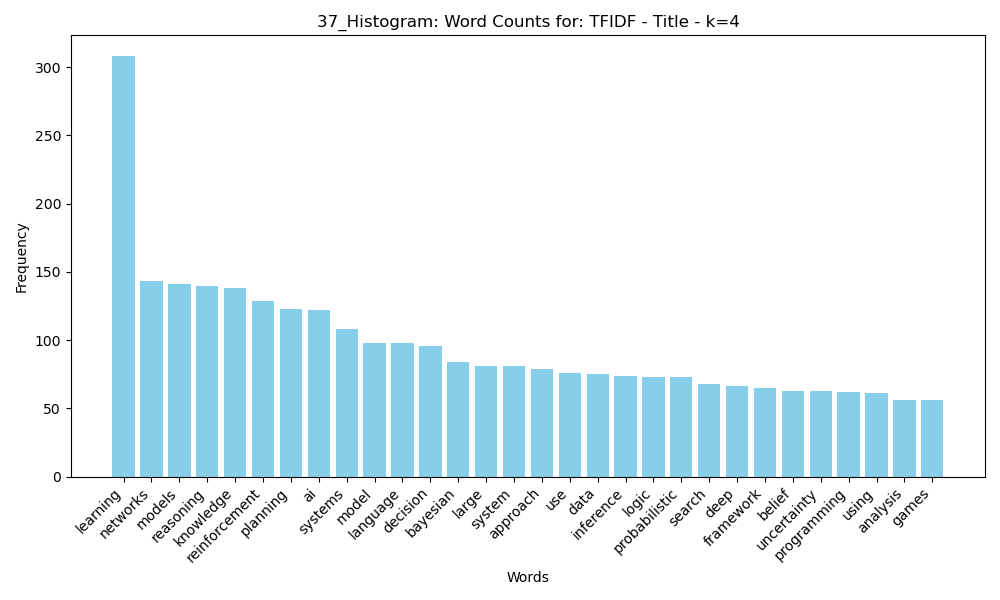 37_Histogram: Word Counts for: TFIDF - Title - k=4
Frequency
300
250
200
150
100
50
0
learning
networks
models
reasoning
knowledge
reinforcement
planning
ai
systems
model
language
decision
bayesian
large
system
approach
use
data
inference
logic
probabilistic
search
deep
framework
belief
uncertainty
programming
using
analysis
games
Words